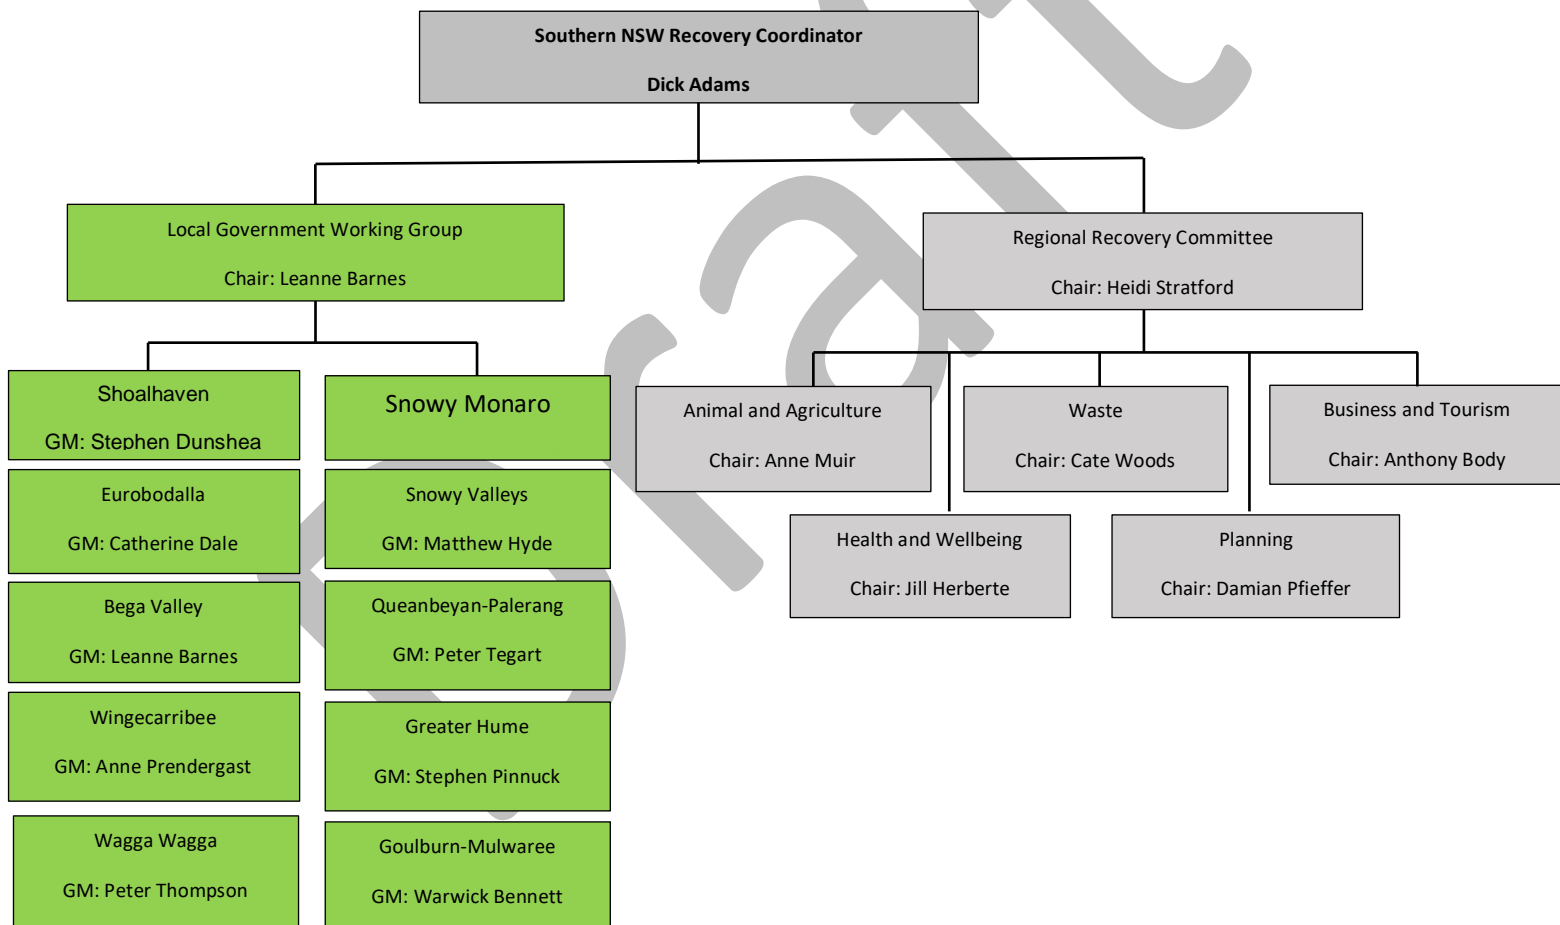 Draft
Southern NSW Recovery Coordinator
Dick Adams
Local Government Working Group
Chair: Leanne Barnes
Regional Recovery Committee
Chair: Heidi Stratford
Shoalhaven
GM: Stephen Dunshea
Eurobodalla
GM: Catherine Dale
Bega Valley
GM: Leanne Barnes
Wingecarribee
GM: Anne Prendergast
Wagga Wagga
GM: Peter Thompson
Snowy Monaro
Snowy Valleys
GM: Matthew Hyde
Queanbeyan-Palerang
GM: Peter Tegart
Greater Hume
GM: Stephen Pinnuck
Goulburn-Mulwaree
GM: Warwick Bennett
Animal and Agriculture
Chair: Anne Muir
Waste
Chair: Cate Woods
Business and Tourism
Chair: Anthony Body
Health and Wellbeing
Chair: Jill Herberte
Planning
Chair: Damian Pfieffer